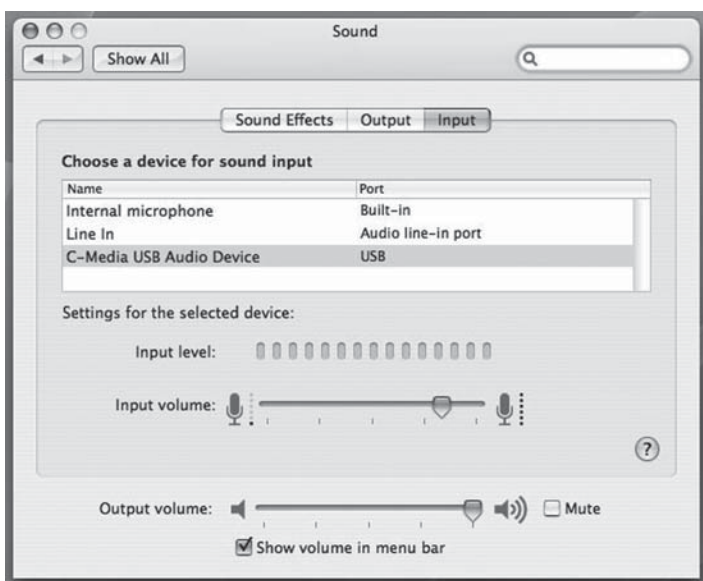 Sound
Show All
Sound Effects Output Input
Choose a device for sound input
Name Port
Internal microphone Built-in
Line In Audio line-in port
C-Media USB Audio Device USB
Settings for the selected device:
Input level:
Input volume:
?
Output volume: Mute
Show volume in menu bar